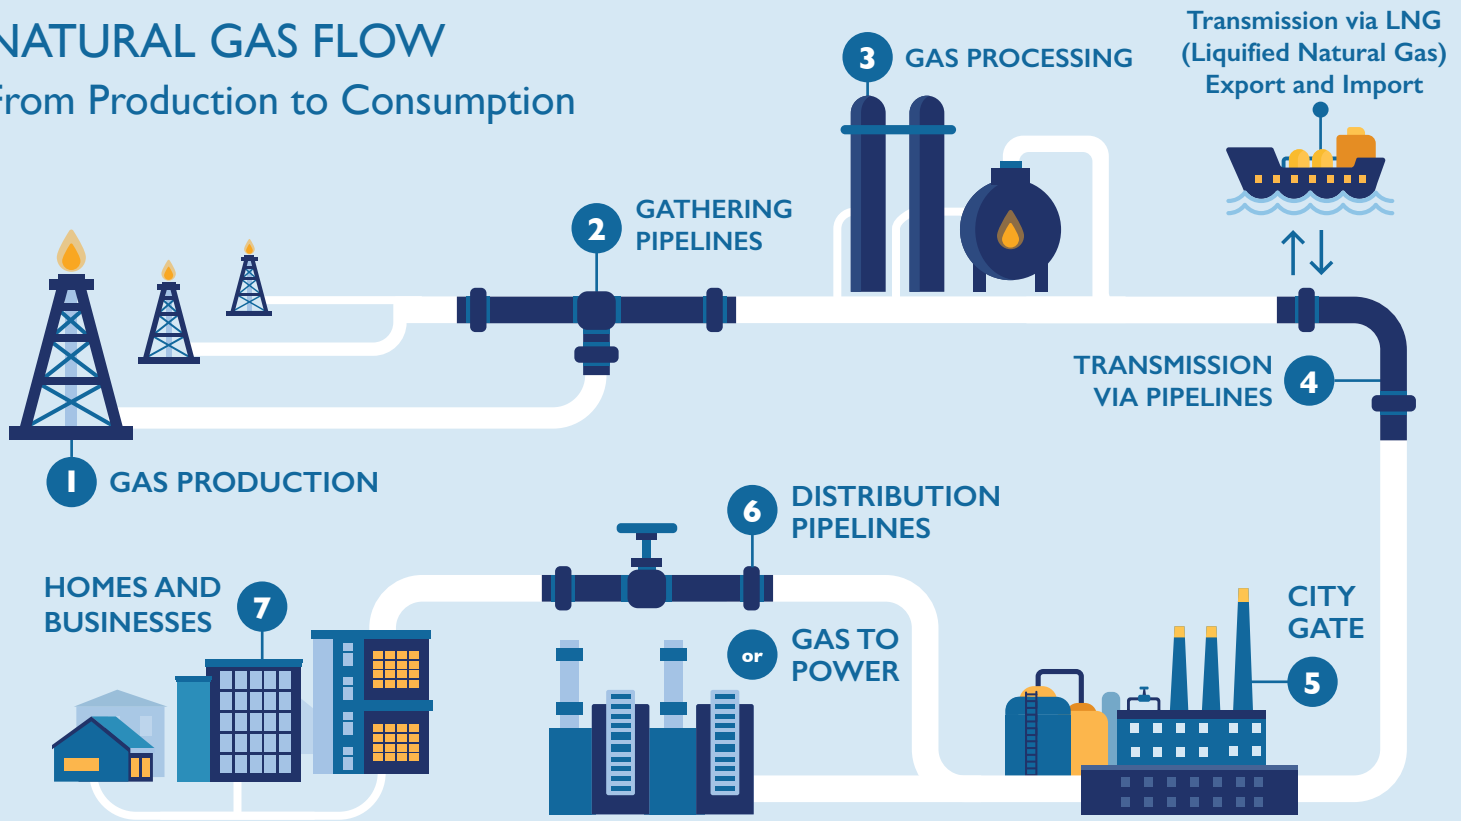 NATURAL GAS FLOW
From Production to Consumption
3 GAS PROCESSING
Transmission via LNG
(Liquified Natural Gas)
Export and Import
2 GATHERING
PIPELINES
TRANSMISSION
VIA PIPELINES
4
1 GAS PRODUCTION
6 DISTRIBUTION
PIPELINES
HOMES AND
BUSINESSES
7
or GAS TO
POWER
CITY
GATE
5